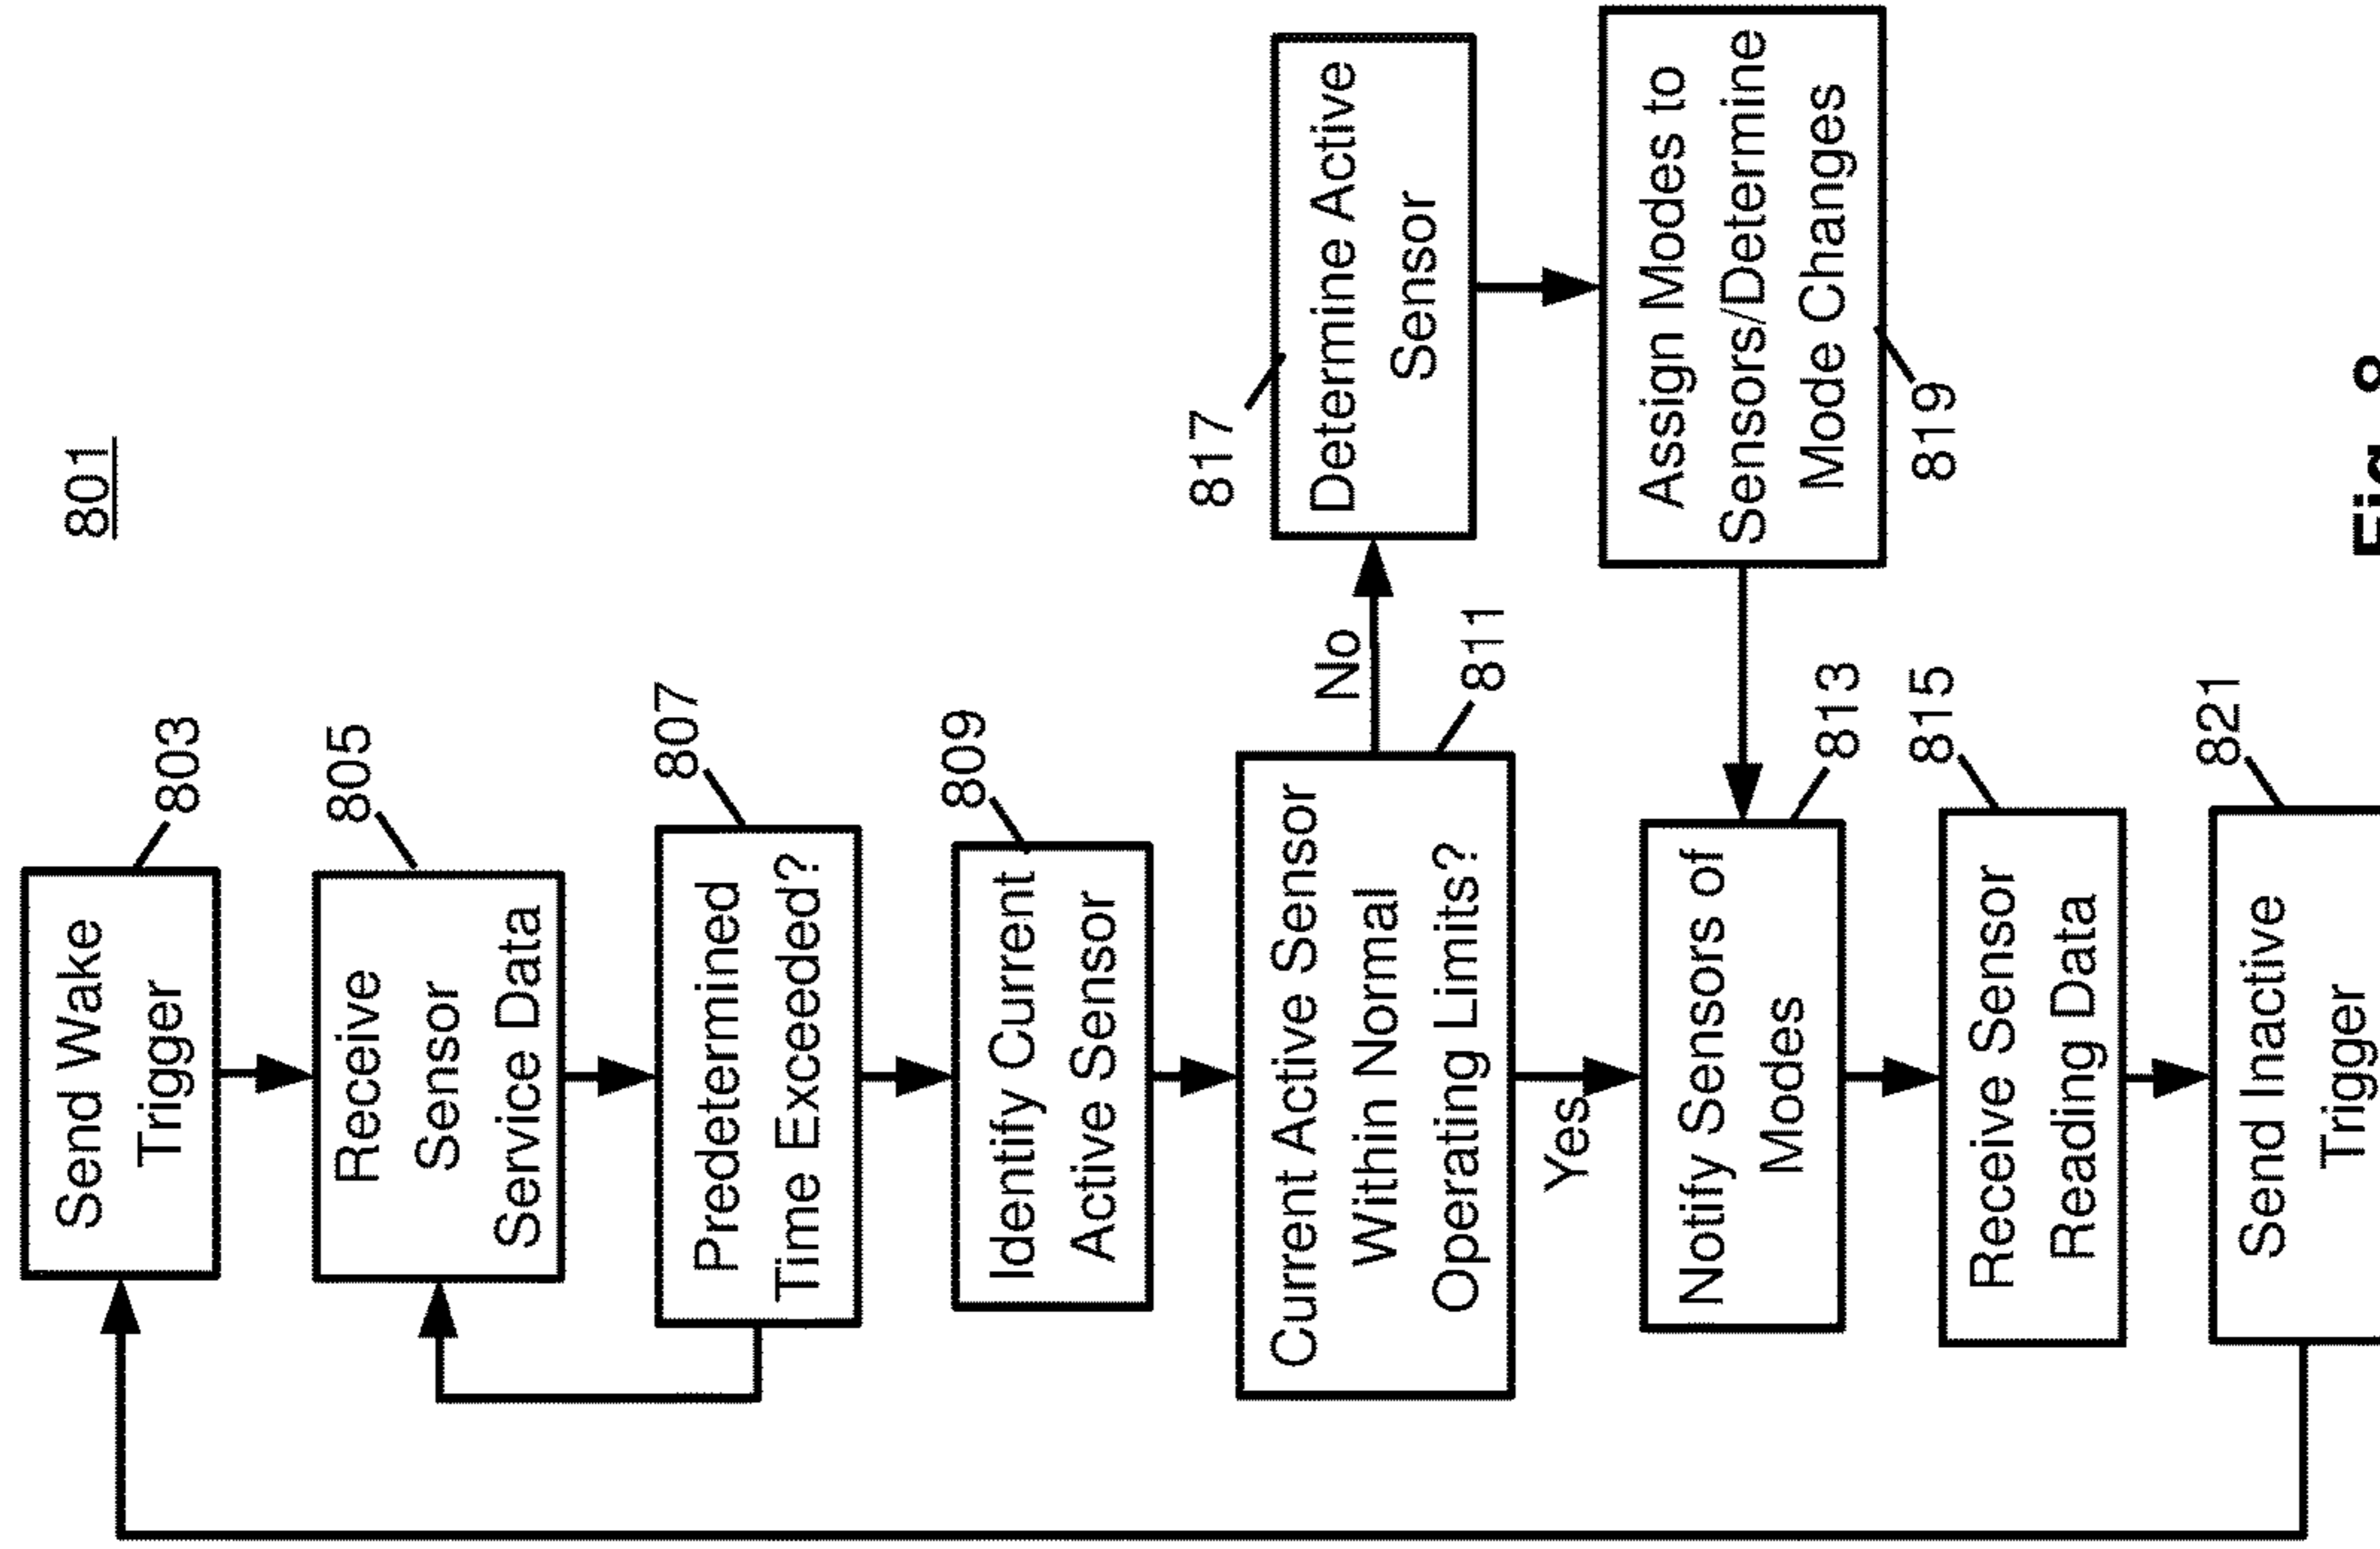 801
Send Wake
Trigger
803
Receive
Sensor
Service Data
805
Predetermined
Time Exceeded?
807
Identify Current
Active Sensor
809
Current Active Sensor
Within Normal
Operating Limits?
811
No
Yes
817
Determine Active
Sensor
Assign Modes to
Sensors/Determine
Mode Changes
819
Notify Sensors of
Modes
813
Receive Sensor
Reading Data
815
Send Inactive
Trigger
821
Fig. 8